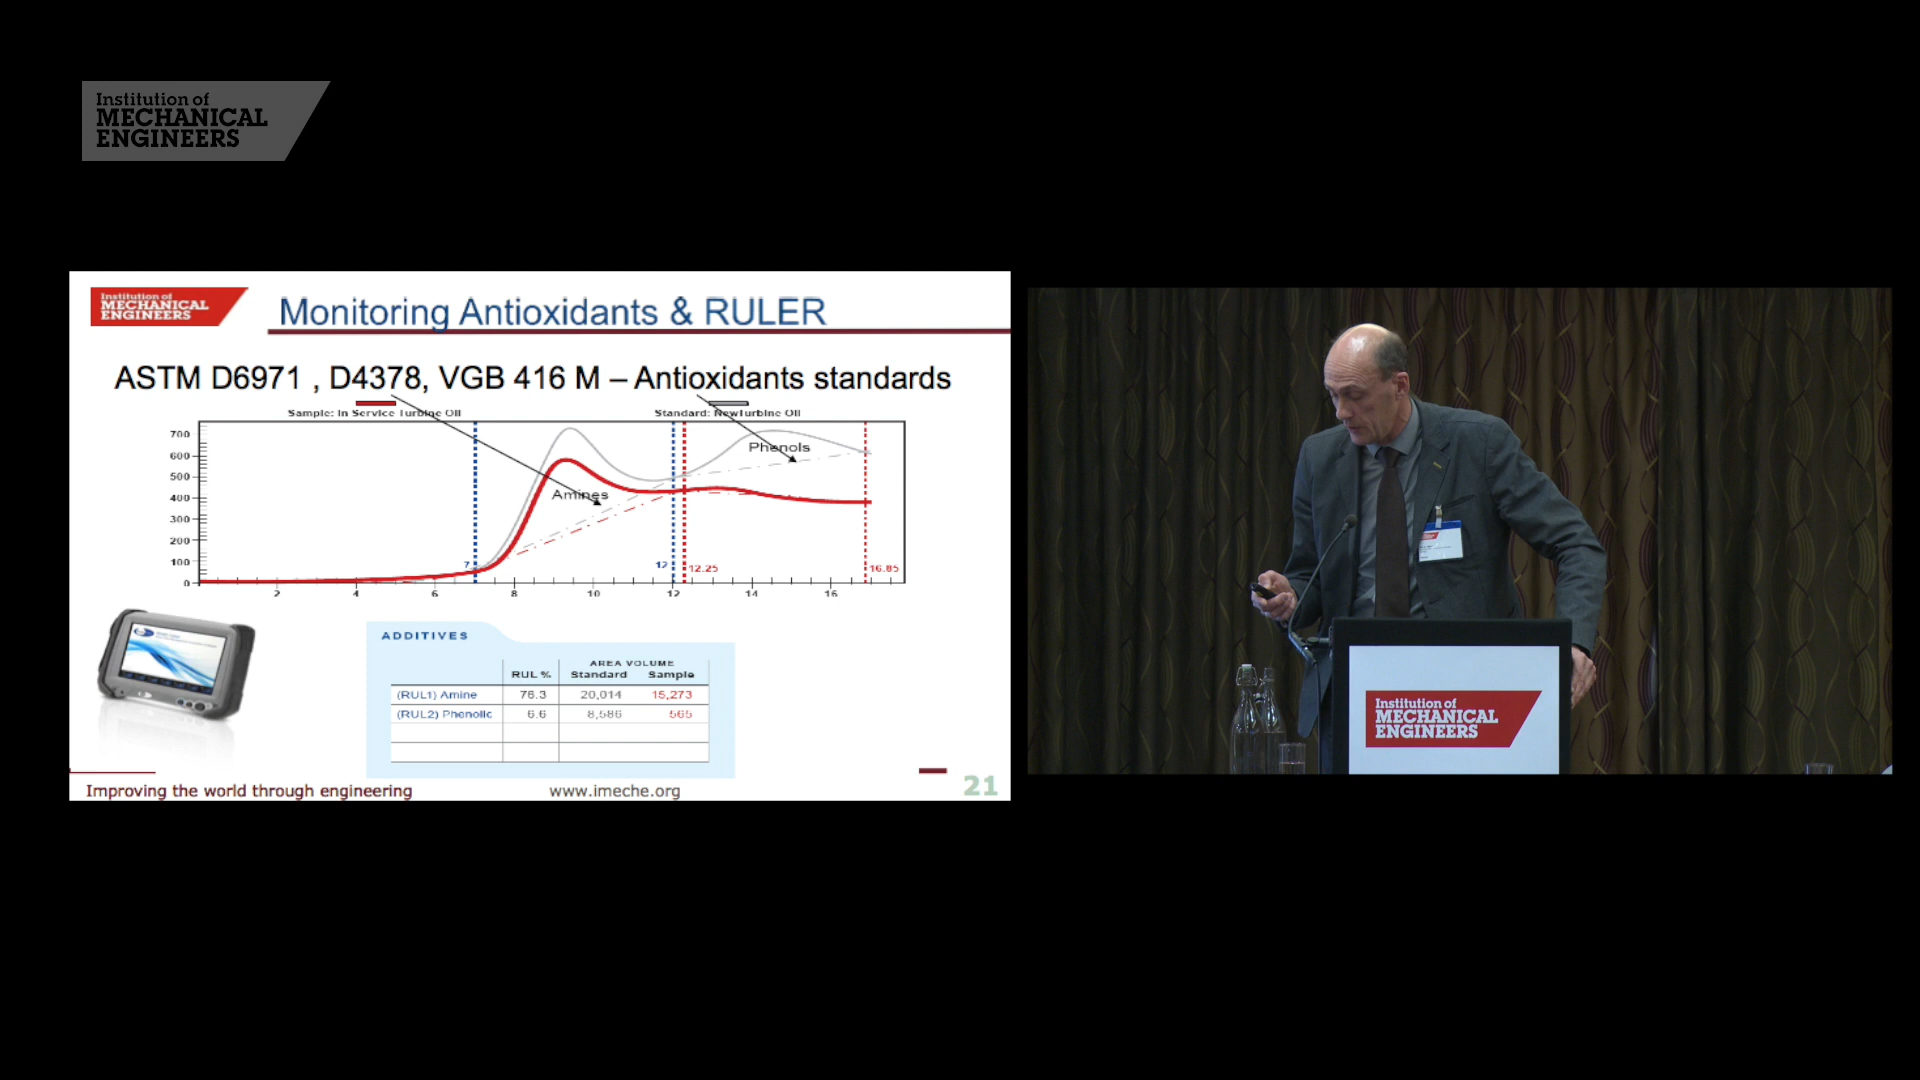 Institution of
MECHANICAL
ENGINEERS
Institution of
MECHANICAL
ENGINEERS
Monitoring Antioxidants & RULER
ASTM D6971 , D4378, VGB 416 M – Antioxidants standards
Sample: In Service Turbine Oil
Standard: NewTurbine Oil
700
600
500
400
300
200
100
0
Phenols
Amines
7
12
12.25
16.85
2 4 6 8 10 12 14 16
ADDITIVES
AREA VOLUME
RUL % Standard Sample
(RUL1) Amine 76.3 20,014 15,273
(RUL2) Phenolic 6.6 8,586 565
Improving the world through engineering
www.imeche.org
21
Institution of
MECHANICAL
ENGINEERS